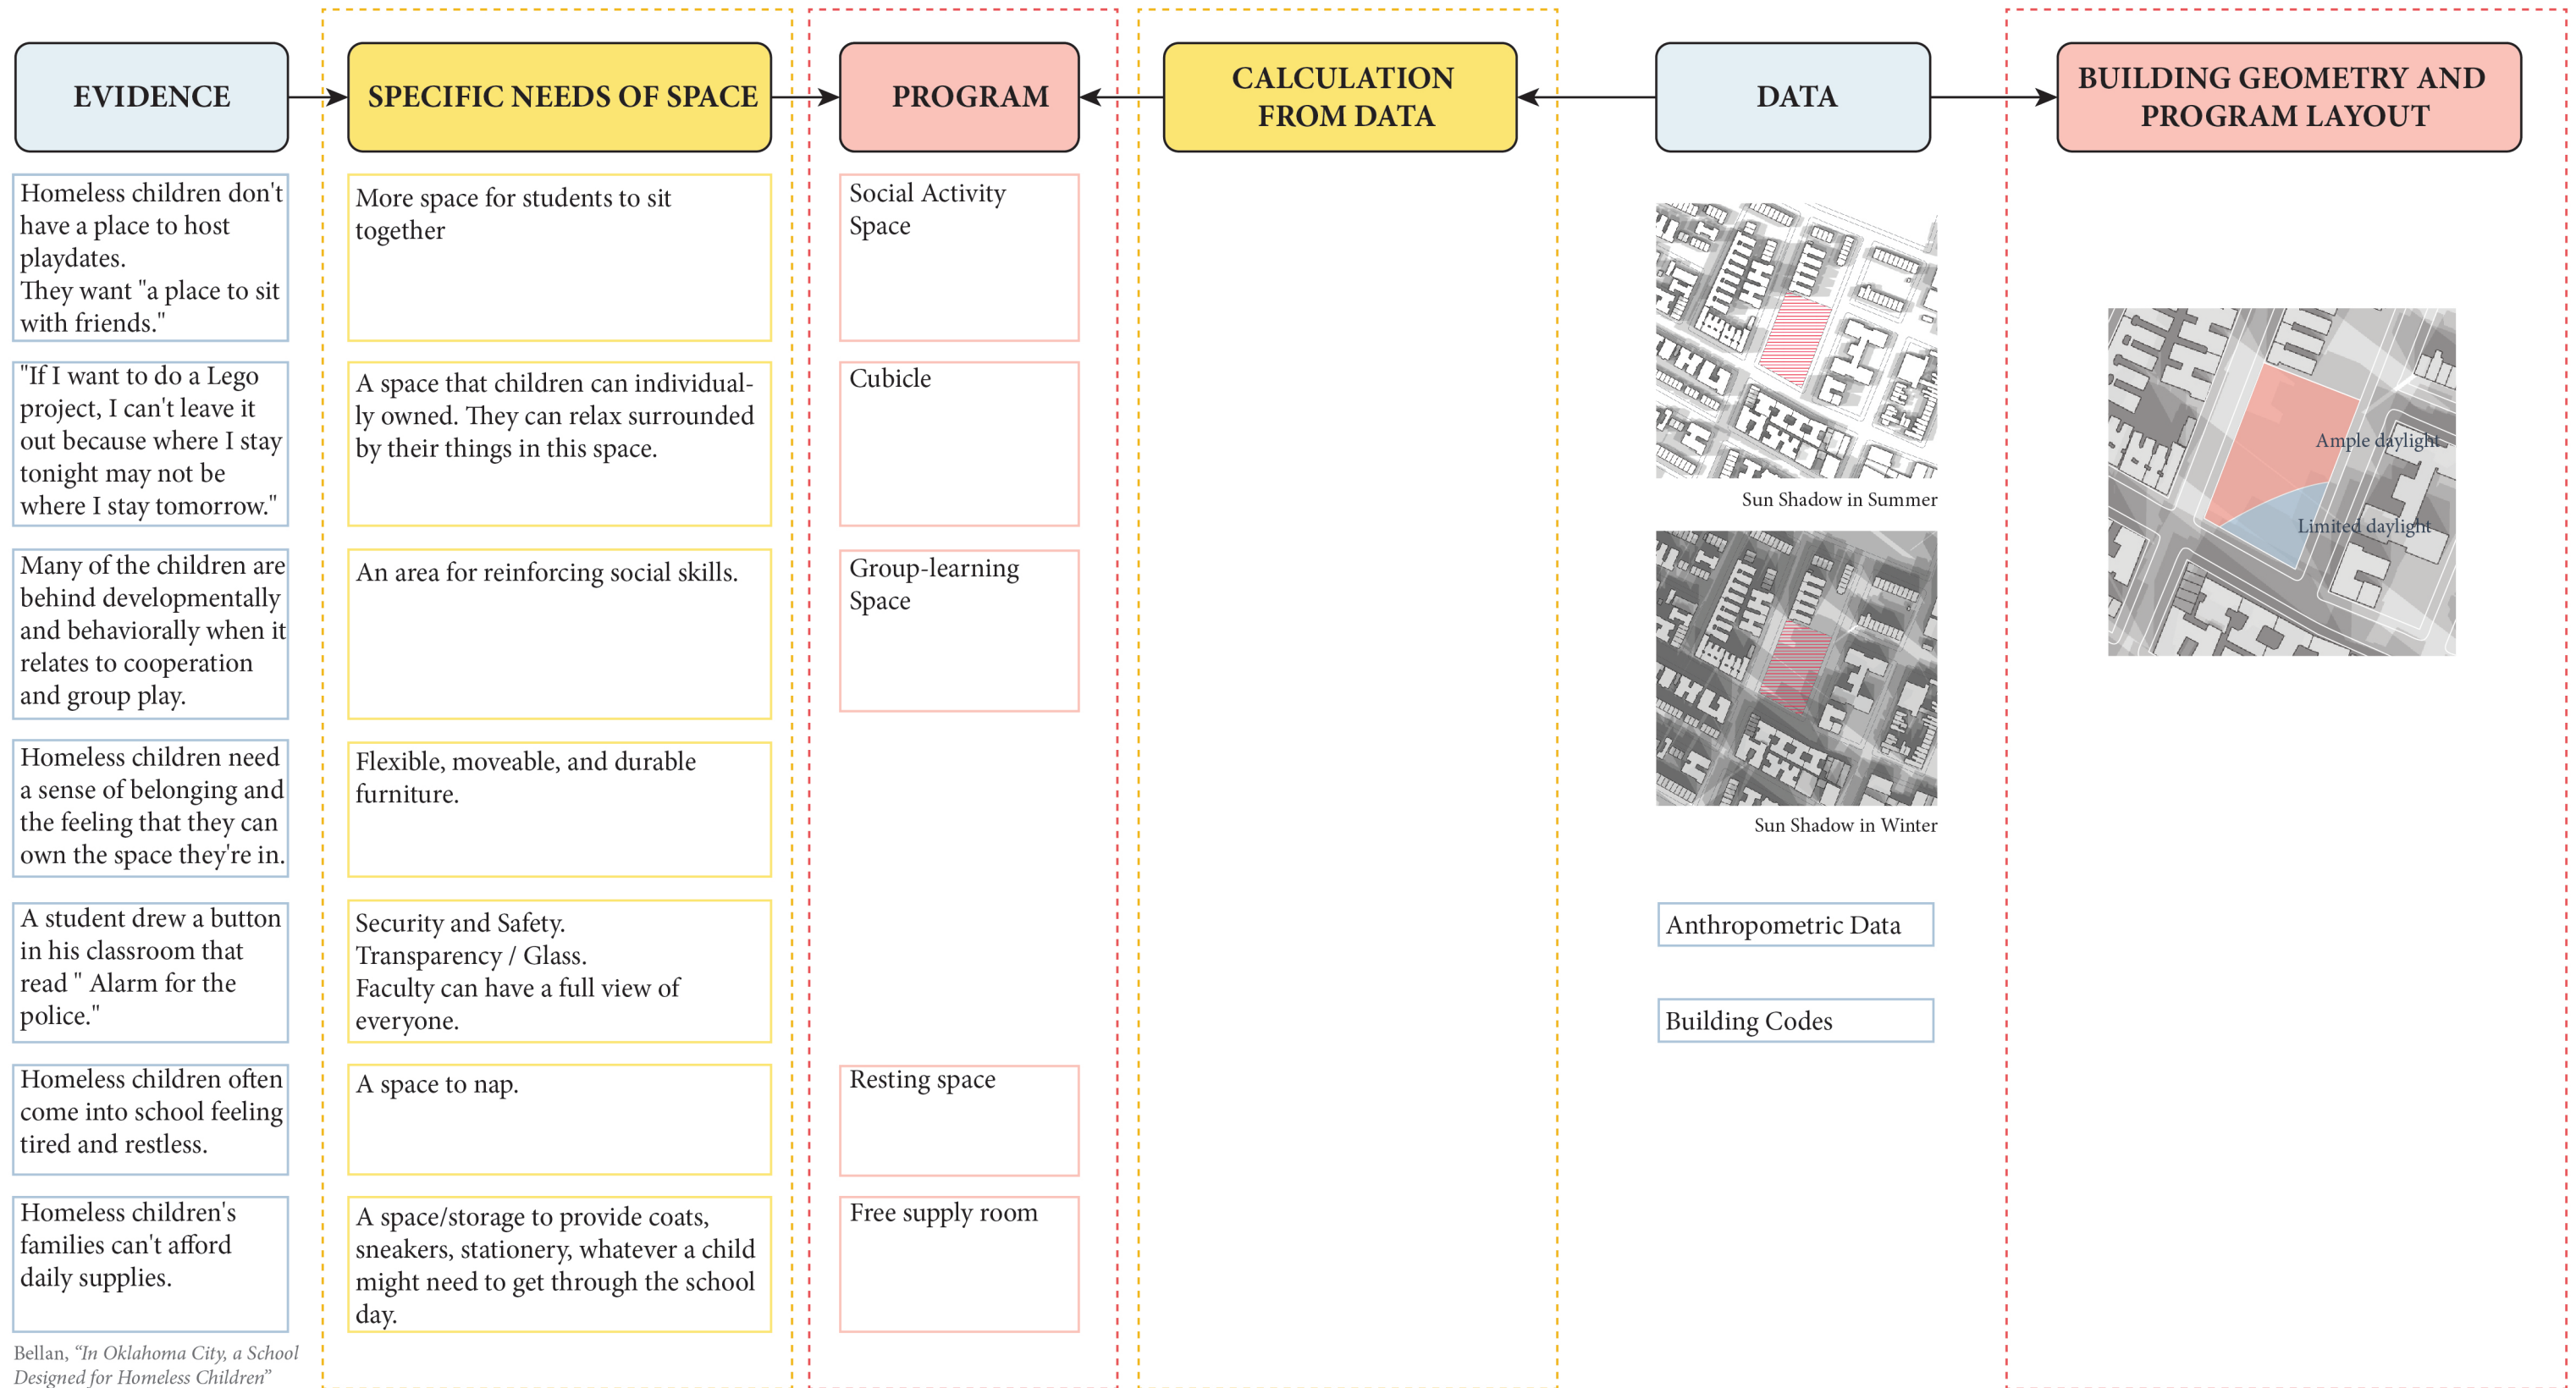 EVIDENCE
SPECIFIC NEEDS OF SPACE
PROGRAM
CALCULATION
FROM DATA
DATA
BUILDING GEOMETRY AND
PROGRAM LAYOUT
Homeless children don't
have a place to host
playdates.
They want "a place to sit
with friends."
More space for students to sit
together
Social Activity
Space
"If I want to do a Lego
project, I can't leave it
out because where I stay
tonight may not be
where I stay tomorrow."
A space that children can individual-
ly owned. They can relax surrounded
by their things in this space.
Cubicle
Many of the children are
behind developmentally
and behaviorally when it
relates to cooperation
and group play.
An area for reinforcing social skills.
Group-learning
Space
Homeless children need
a sense of belonging and
the feeling that they can
own the space they're in.
Flexible, moveable, and durable
furniture.
A student drew a button
in his classroom that
read " Alarm for the
police."
Security and Safety.
Transparency / Glass.
Faculty can have a full view of
everyone.
Homeless children often
come into school feeling
tired and restless.
A space to nap.
Resting space
Homeless children's
families can't afford
daily supplies.
A space/storage to provide coats,
sneakers, stationery, whatever a child
might need to get through the school
day.
Free supply room
Bellan, “In Oklahoma City, a School
Designed for Homeless Children”
Sun Shadow in Summer
Sun Shadow in Winter
Anthropometric Data
Building Codes
Ample daylight
Limited daylight